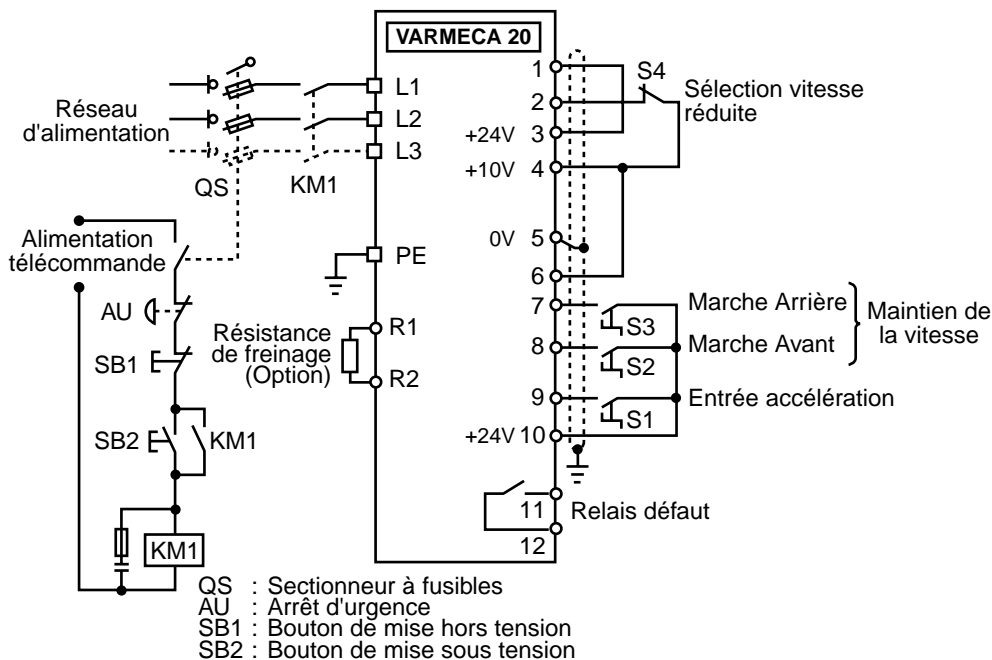 VARMECA 20
Réseau
d'alimentation
L1
L2
L3
QS
KM1
1
2
+24V 3
+10V 4
S4
Sélection vitesse
réduite
Alimentation
télécommande
PE
0V 5
6
AU
SB1
Résistance
de freinage
(Option)
R1
R2
7
S3
Marche Arrière
8
S2
Marche Avant
Maintien de
la vitesse
9
S1
Entrée accélération
+24V 10
SB2
KM1
KM1
11
12
Relais défaut
QS : Sectionneur à fusibles
AU : Arrêt d'urgence
SB1 : Bouton de mise hors tension
SB2 : Bouton de mise sous tension